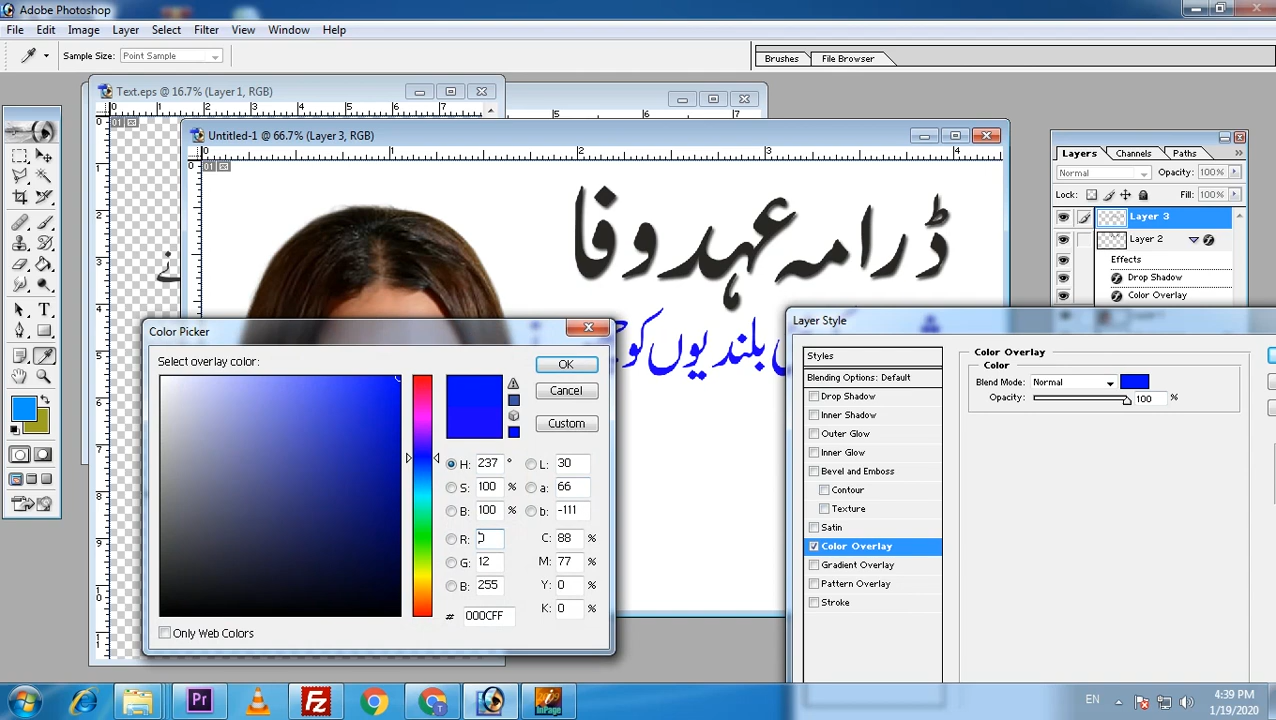 Adobe Photoshop
File Edit Image Layer Select Filter View Window Help
Sample Size: Point Sample
Brushes File Browser
Text.eps @ 16.7% (Layer 1, RGB)
Untitled-1 @ 66.7% (Layer 3, RGB)
ڈرامہ عہد وفا
بلندیوں کو
Layers Channels Paths
Normal Opacity: 100%
Lock: Fill: 100%
Layer 3
Layer 2
Effects
Drop Shadow
Color Overlay
Color Picker
Select overlay color:
OK
Cancel
Custom
H: 237 °
S: 100 %
B: 100 %
R: 0
G: 12
B: 255
# 000CFF
L: 30
a: 66
b: -111
C: 88 %
M: 77 %
Y: 0 %
K: 0 %
Only Web Colors
Layer Style
Styles
Blending Options: Default
Drop Shadow
Inner Shadow
Outer Glow
Inner Glow
Bevel and Emboss
Contour
Texture
Satin
Color Overlay
Gradient Overlay
Pattern Overlay
Stroke
Color Overlay
Color
Blend Mode: Normal
Opacity: 100 %
EN
4:39 PM
1/19/2020